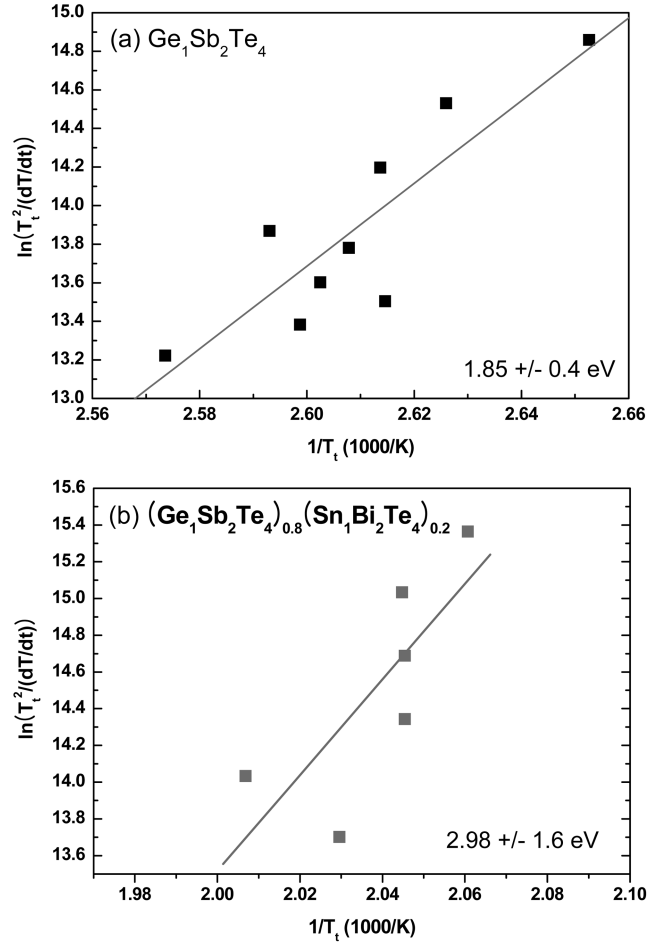 (a) Ge₁Sb₂Te₄
ln(Tₜ²/(dT/dt))
15.0
14.8
14.6
14.4
14.2
14.0
13.8
13.6
13.4
13.2
13.0
1.85 +/- 0.4 eV
2.56 2.58 2.60 2.62 2.64 2.66
1/Tₜ (1000/K)
(b) (Ge₁Sb₂Te₄)₀.₈(Sn₁Bi₂Te₄)₀.₂
ln(Tₜ²/(dT/dt))
15.6
15.4
15.2
15.0
14.8
14.6
14.4
14.2
14.0
13.8
13.6
2.98 +/- 1.6 eV
1.98 2.00 2.02 2.04 2.06 2.08 2.10
1/Tₜ (1000/K)